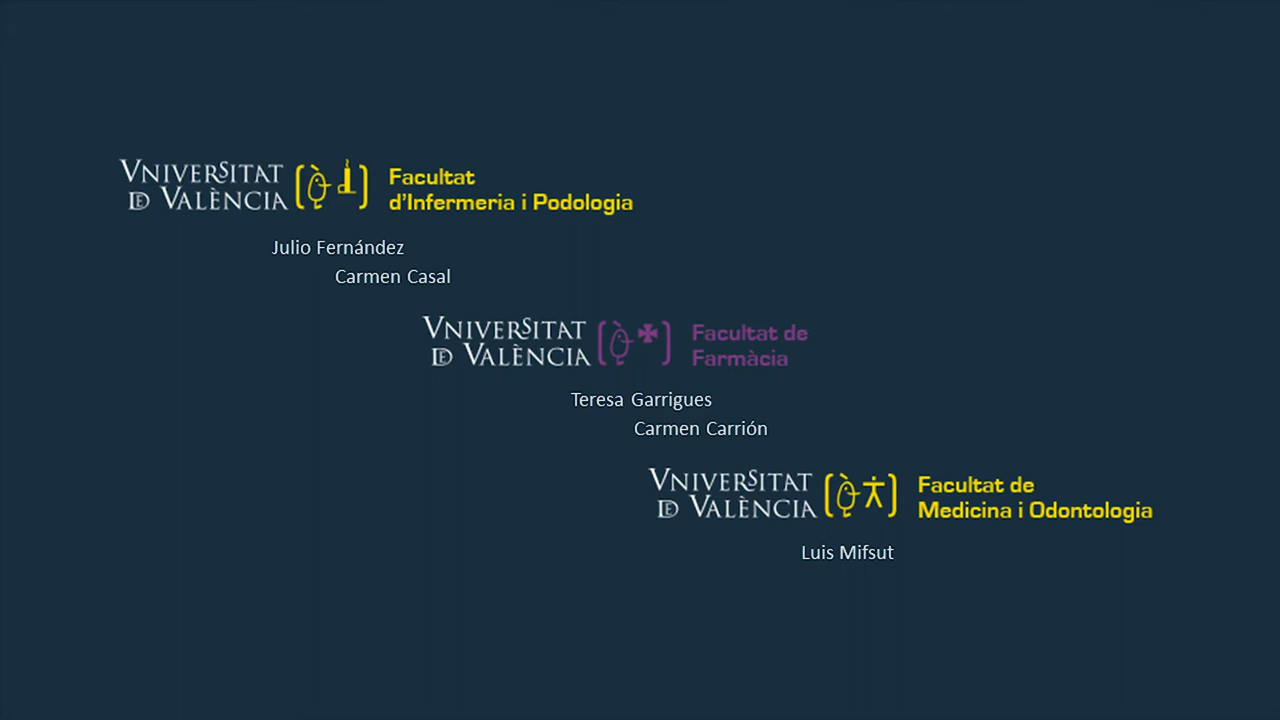 VNIVERSITAT
DE VALÈNCIA
Facultat
d'Infermeria i Podologia
Julio Fernández
Carmen Casal
VNIVERSITAT
DE VALÈNCIA
Facultat de
Farmàcia
Teresa Garrigues
Carmen Carrión
VNIVERSITAT
DE VALÈNCIA
Facultat de
Medicina i Odontologia
Luis Mifsut